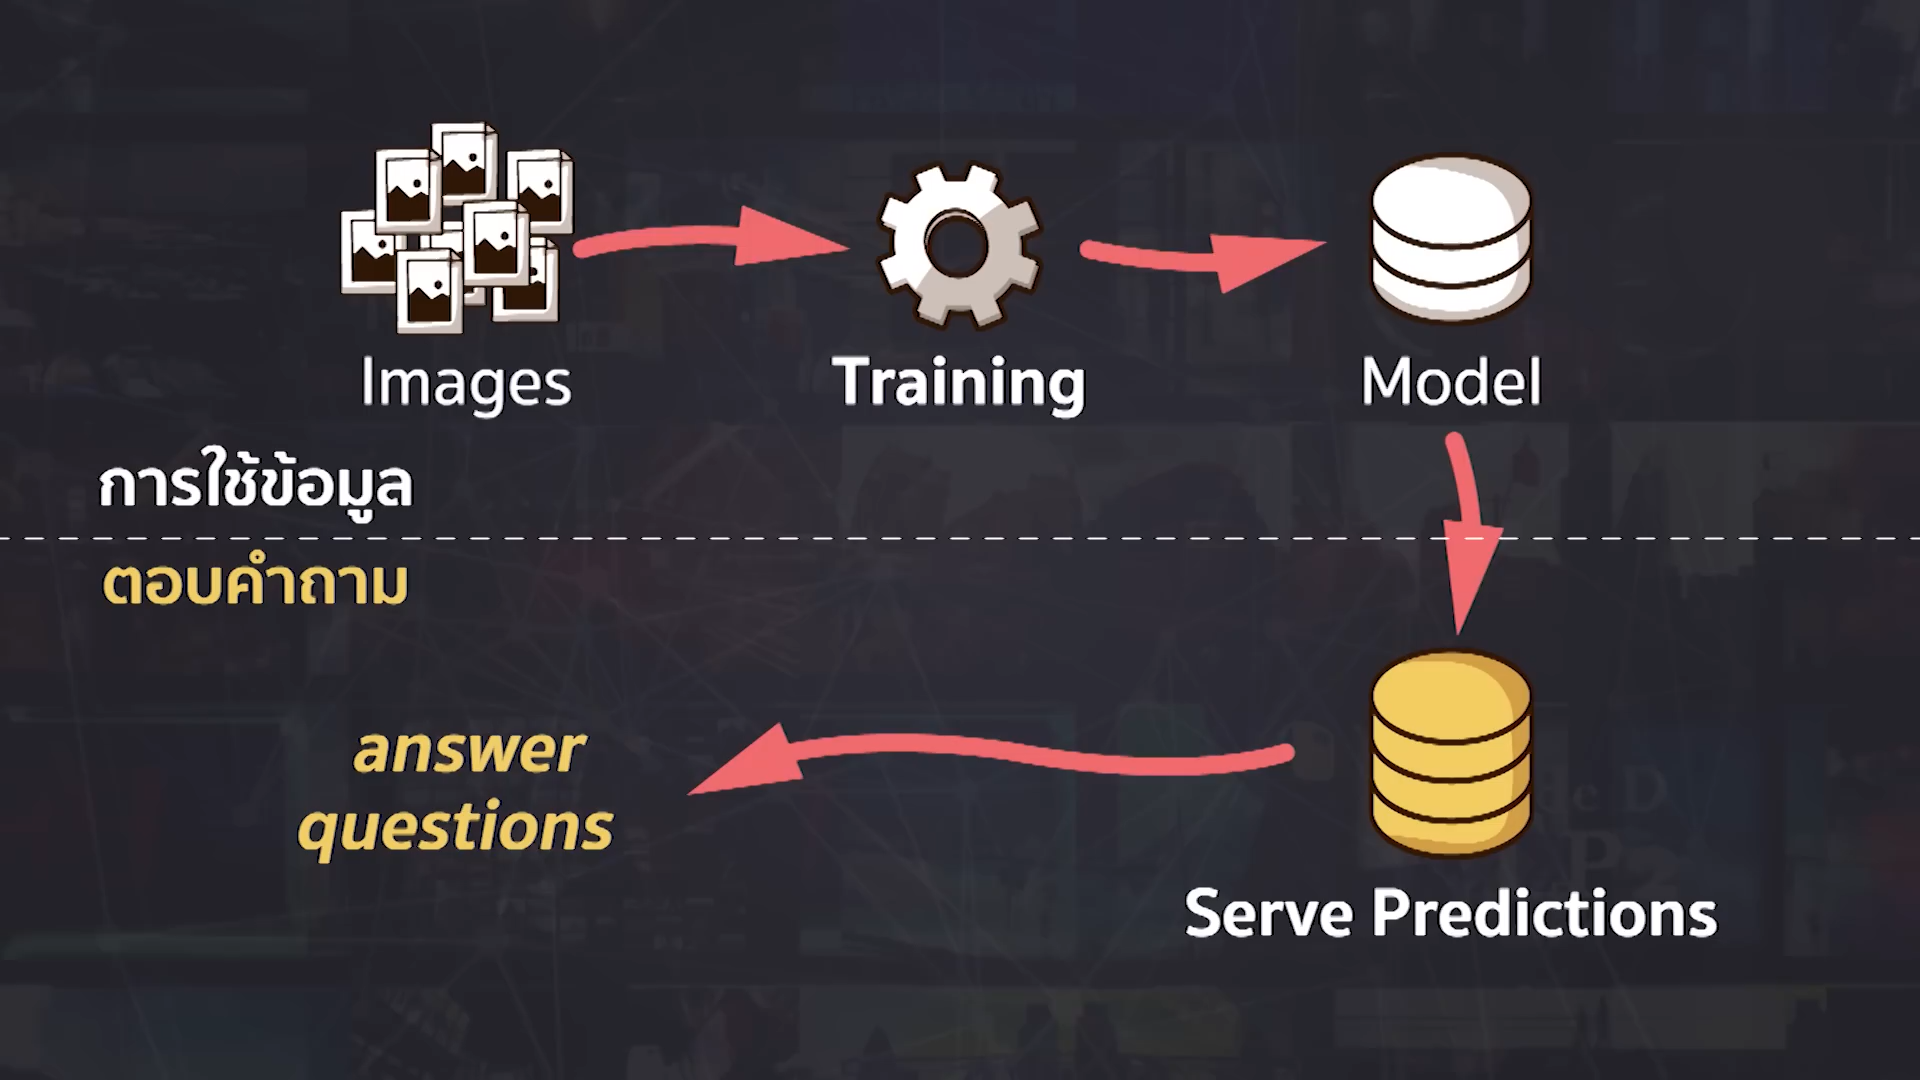 Images
Training
Model
การใช้ข้อมูล
ตอบคำถาม
answer
questions
Serve Predictions